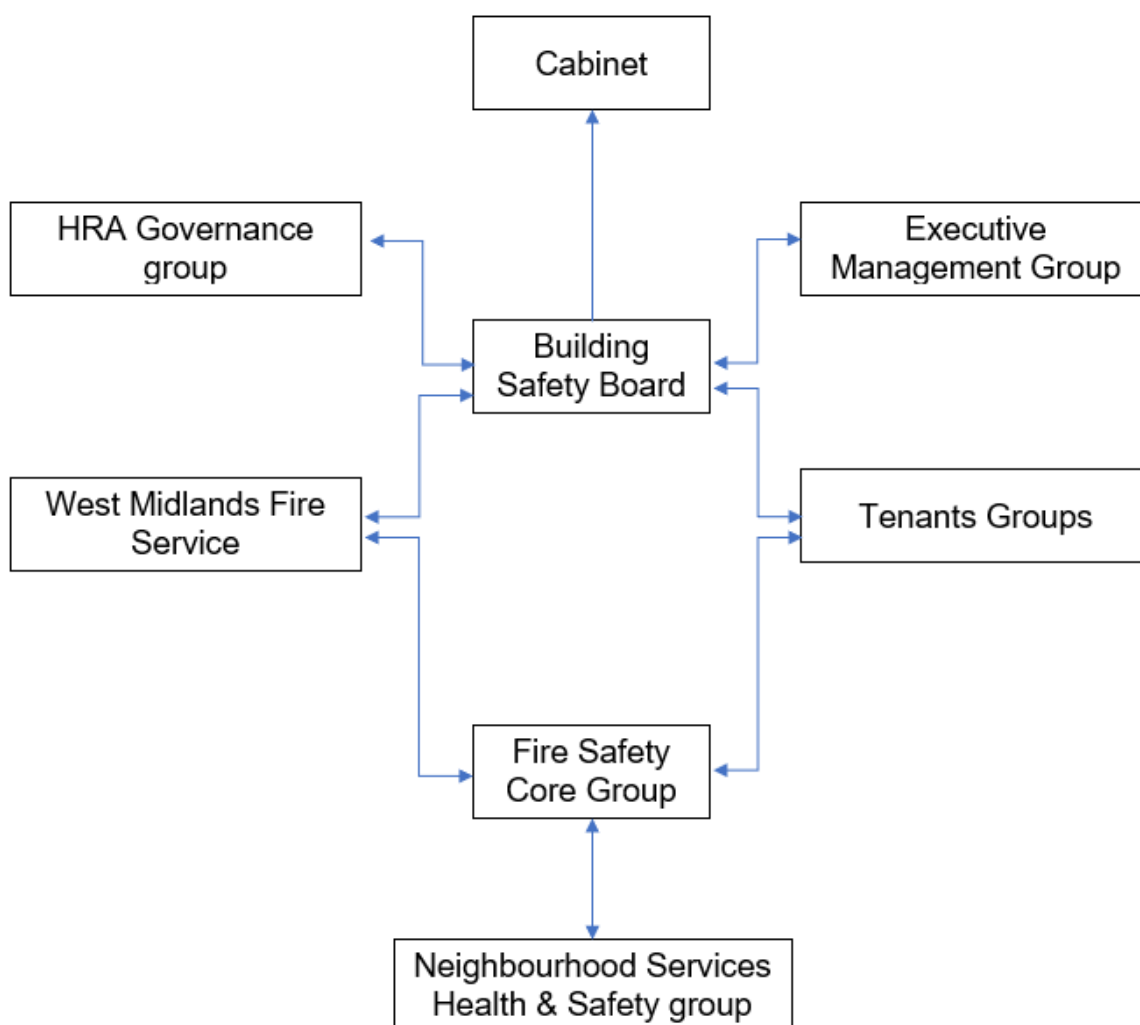 Cabinet
HRA Governance
group
Executive
Management Group
Building
Safety Board
West Midlands Fire
Service
Tenants Groups
Fire Safety
Core Group
Neighbourhood Services
Health & Safety group